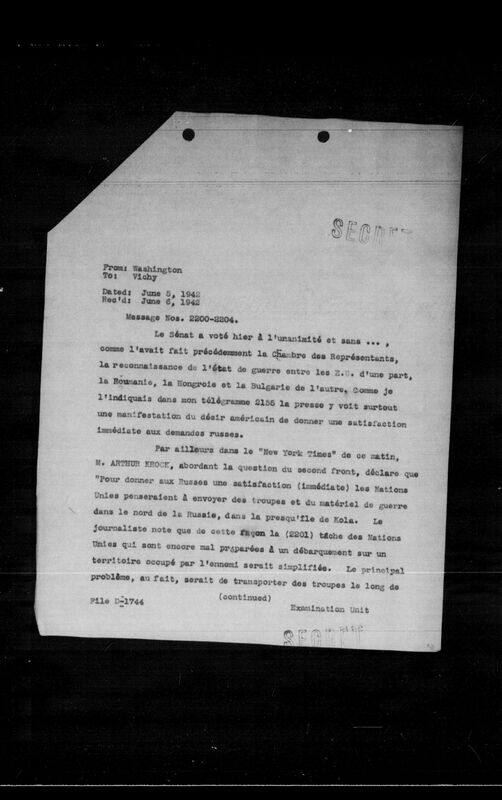 SECRET
From: Washington
To: Vichy
Dated: June 5, 1942
Rec'd: June 6, 1942
Message Nos. 2200-2204.
Le Sénat a voté hier à l'unanimité et sans ... ,
comme l'avait fait précédemment la Chambre des Représentants,
la reconnaissance de l'état de guerre entre les E.U. d'une part,
la Roumanie, la Hongroie et la Bulgarie de l'autre. Comme je
l'indiquais dans mon télégramme 2155 la presse y voit surtout
une manifestation du désir américain de donner une satisfaction
immédiate aux demandes russes.
Par ailleurs dans le "New York Times" de ce matin,
M. ARTHUR KROCK, abordant la question du second front, déclare que
"Pour donner aux Russes une satisfaction (immédiate) les Nations
Unies penseraient à envoyer des troupes et du matériel de guerre
dans le nord de la Russie, dans la presqu'île de Kola. Le
journaliste note que de cette façon la (2201) tâche des Nations
Unies qui sont encore mal préparées à un débarquement sur un
territoire occupé par l'ennemi serait simplifiée. Le principal
problème, au fait, serait de transporter des troupes le long de
(continued)
File D-1744
Examination Unit
SECRET